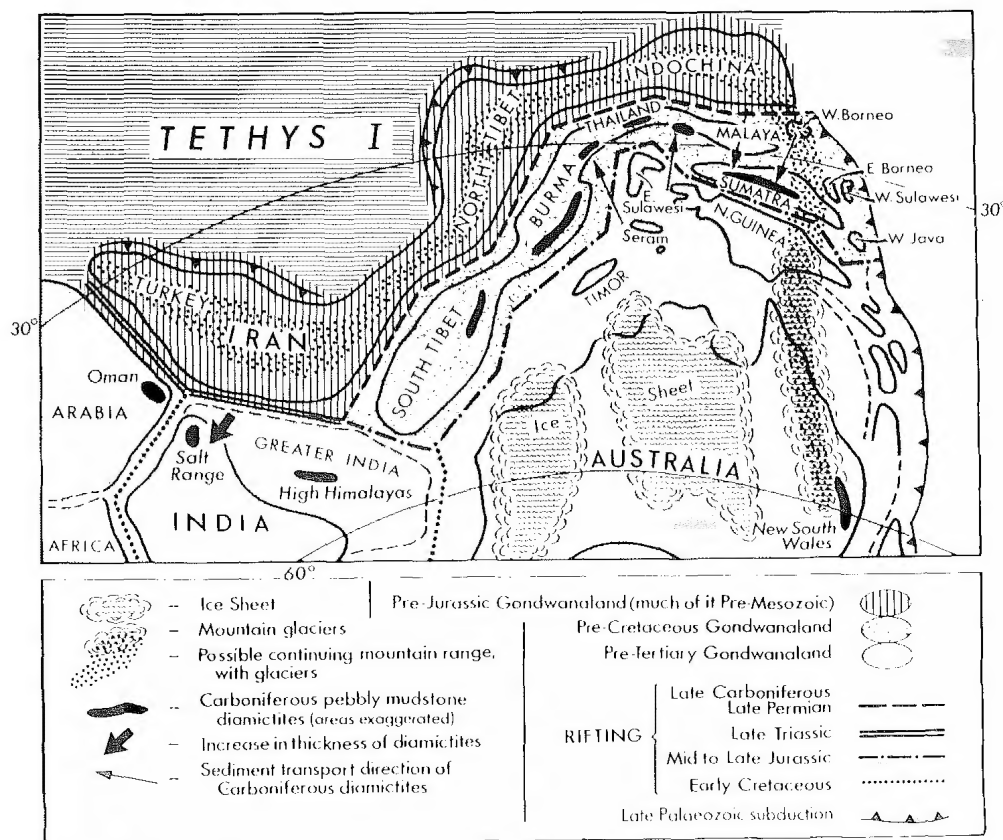 TETHYS I
INDOCHINA
NORTH TIBET
THAILAND
MALAYA
W. Borneo
E Borneo
W. Sulawesi
BURMA
E.
Sulawesi
SUMATRA
N. GUINEA
30°
Seram
W Java
TIMOR
TURKEY
IRAN
30°
SOUTH TIBET
Oman
ARABIA
Ice
Sheet
Salt
Range
GREATER INDIA
High Himalayas
AUSTRALIA
INDIA
New South
Wales
AFRICA
60°
-- Ice Sheet
- Mountain glaciers
- Possible continuing mountain range,
with glaciers
-- Carboniferous pebbly mudstone
diamictites (areas exaggerated)
- Increase in thickness of diamictites
- Sediment transport direction of
Carboniferous diamictites
Pre-Jurassic Gondwanaland (much of it Pre-Mesozoic)
Pre-Cretaceous Gondwanaland
Pre-Tertiary Gondwanaland
RIFTING
Late Carboniferous
Late Permian
Late Triassic
Mid to Late Jurassic
Early Cretaceous
Late Palaeozoic subduction